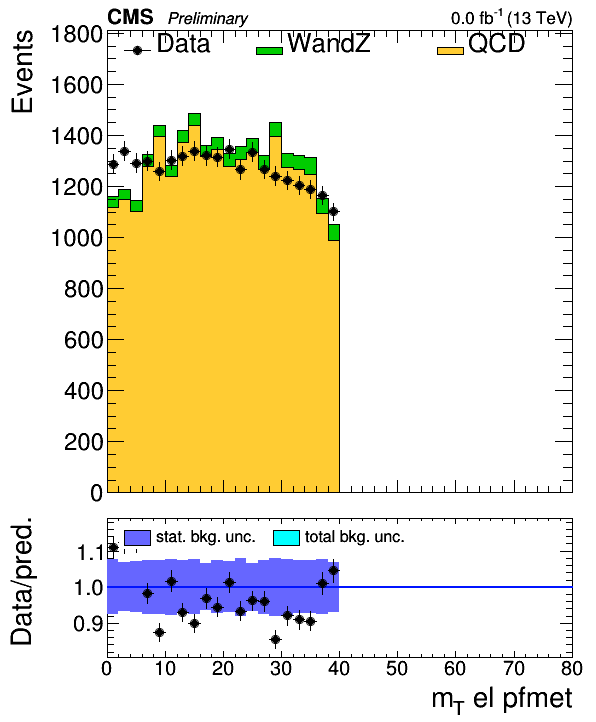 CMS Preliminary 0.0 fb⁻¹ (13 TeV)
Events
Data WandZ QCD
1800
1600
1400
1200
1000
800
600
400
200
0
Data/pred.
stat. bkg. unc. total bkg. unc.
1.1
1.0
0.9
0 10 20 30 40 50 60 70 80
m_T el pfmet